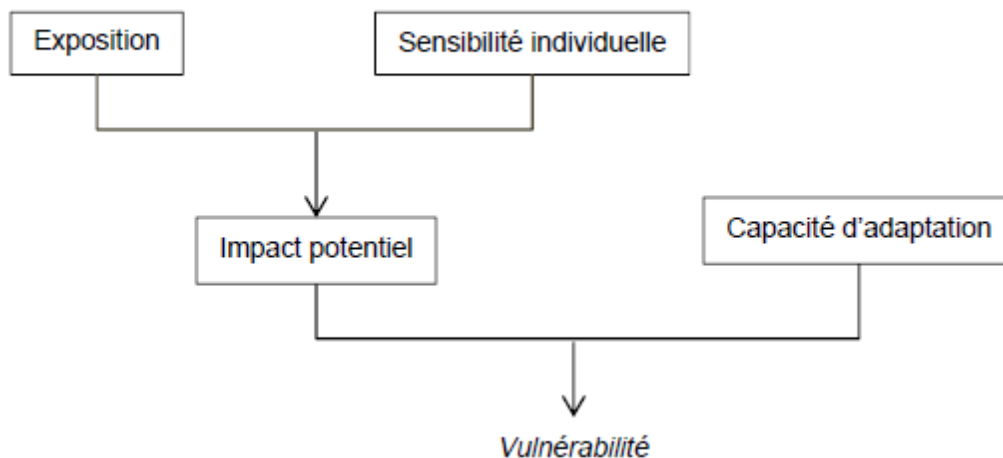 Exposition
Sensibilité individuelle
Impact potentiel
Capacité d'adaptation
Vulnérabilité